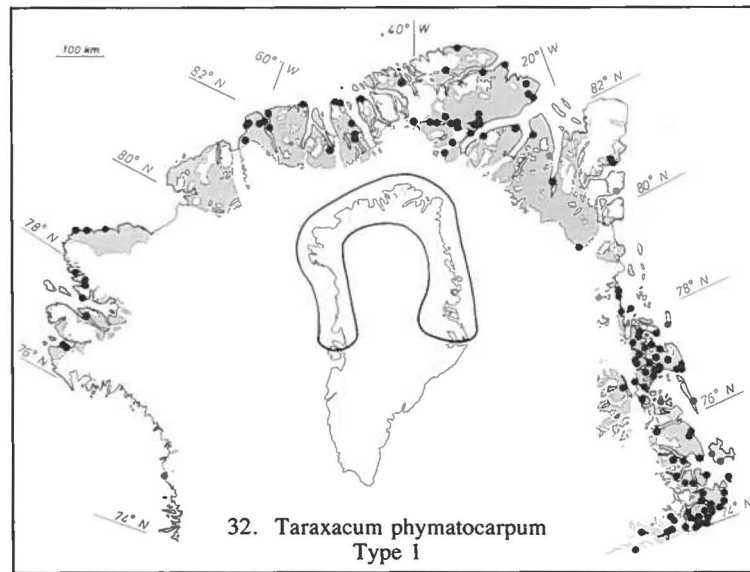 100 km
40° W
60° W
20° W
82° N
82° N
80° N
80° N
78° N
78° N
76° N
76° N
74° N
74° N
32. Taraxacum phymatocarpum
Type 1